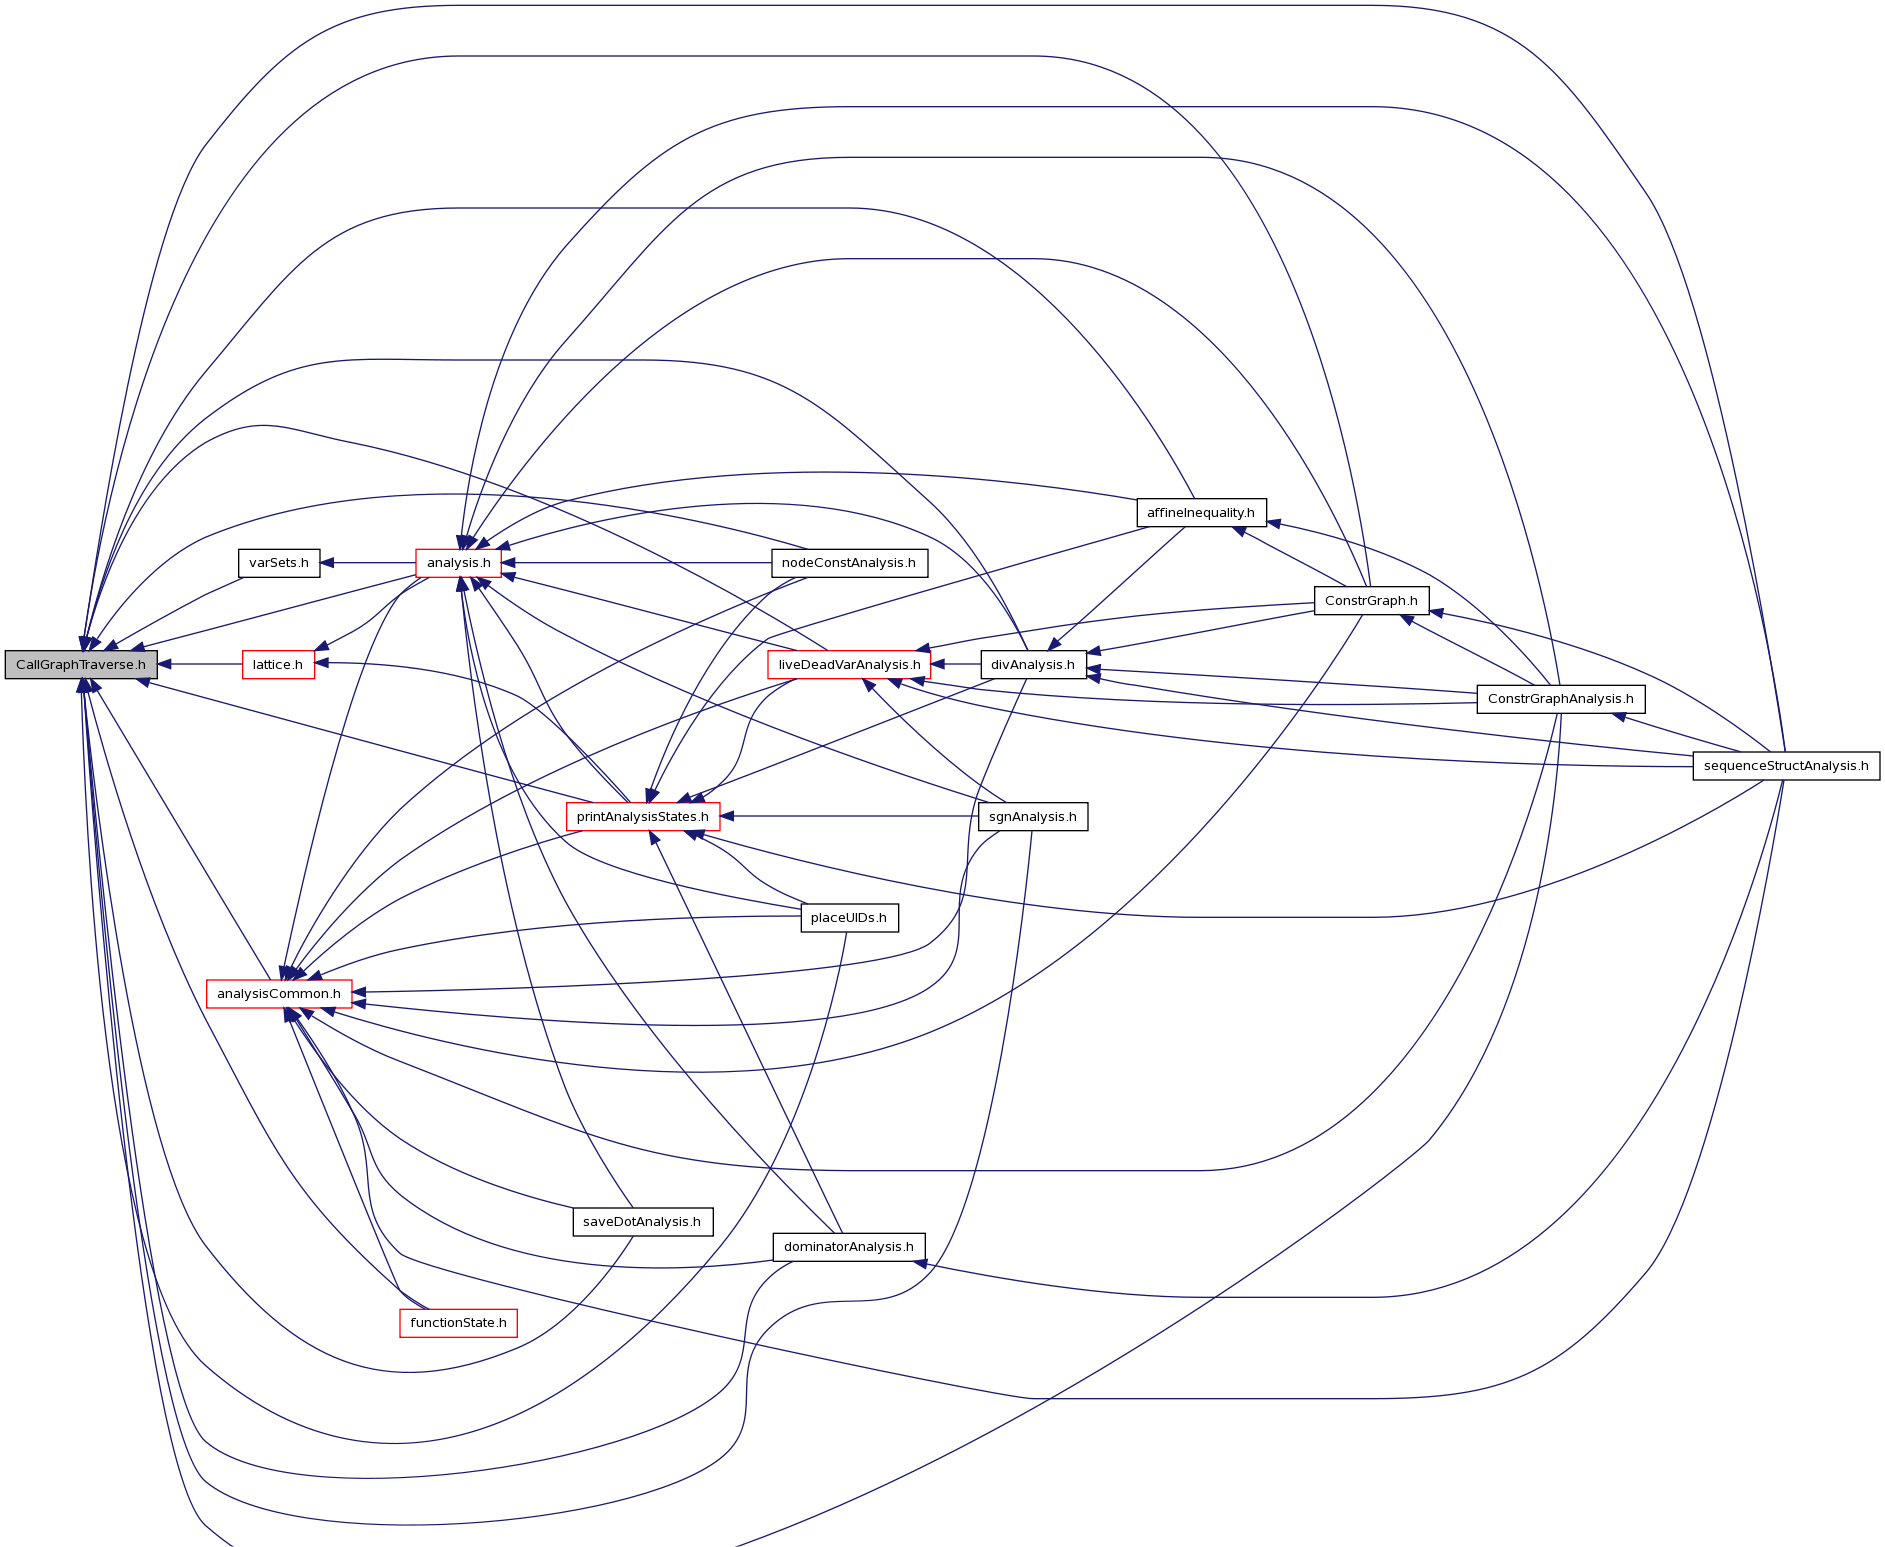 affineInequality.h
varSets.h
analysis.h
nodeConstAnalysis.h
ConstrGraph.h
CallGraphTraverse.h
lattice.h
liveDeadVarAnalysis.h
divAnalysis.h
ConstrGraphAnalysis.h
sequenceStructAnalysis.h
printAnalysisStates.h
sgnAnalysis.h
placeUIDs.h
analysisCommon.h
saveDotAnalysis.h
dominatorAnalysis.h
functionState.h